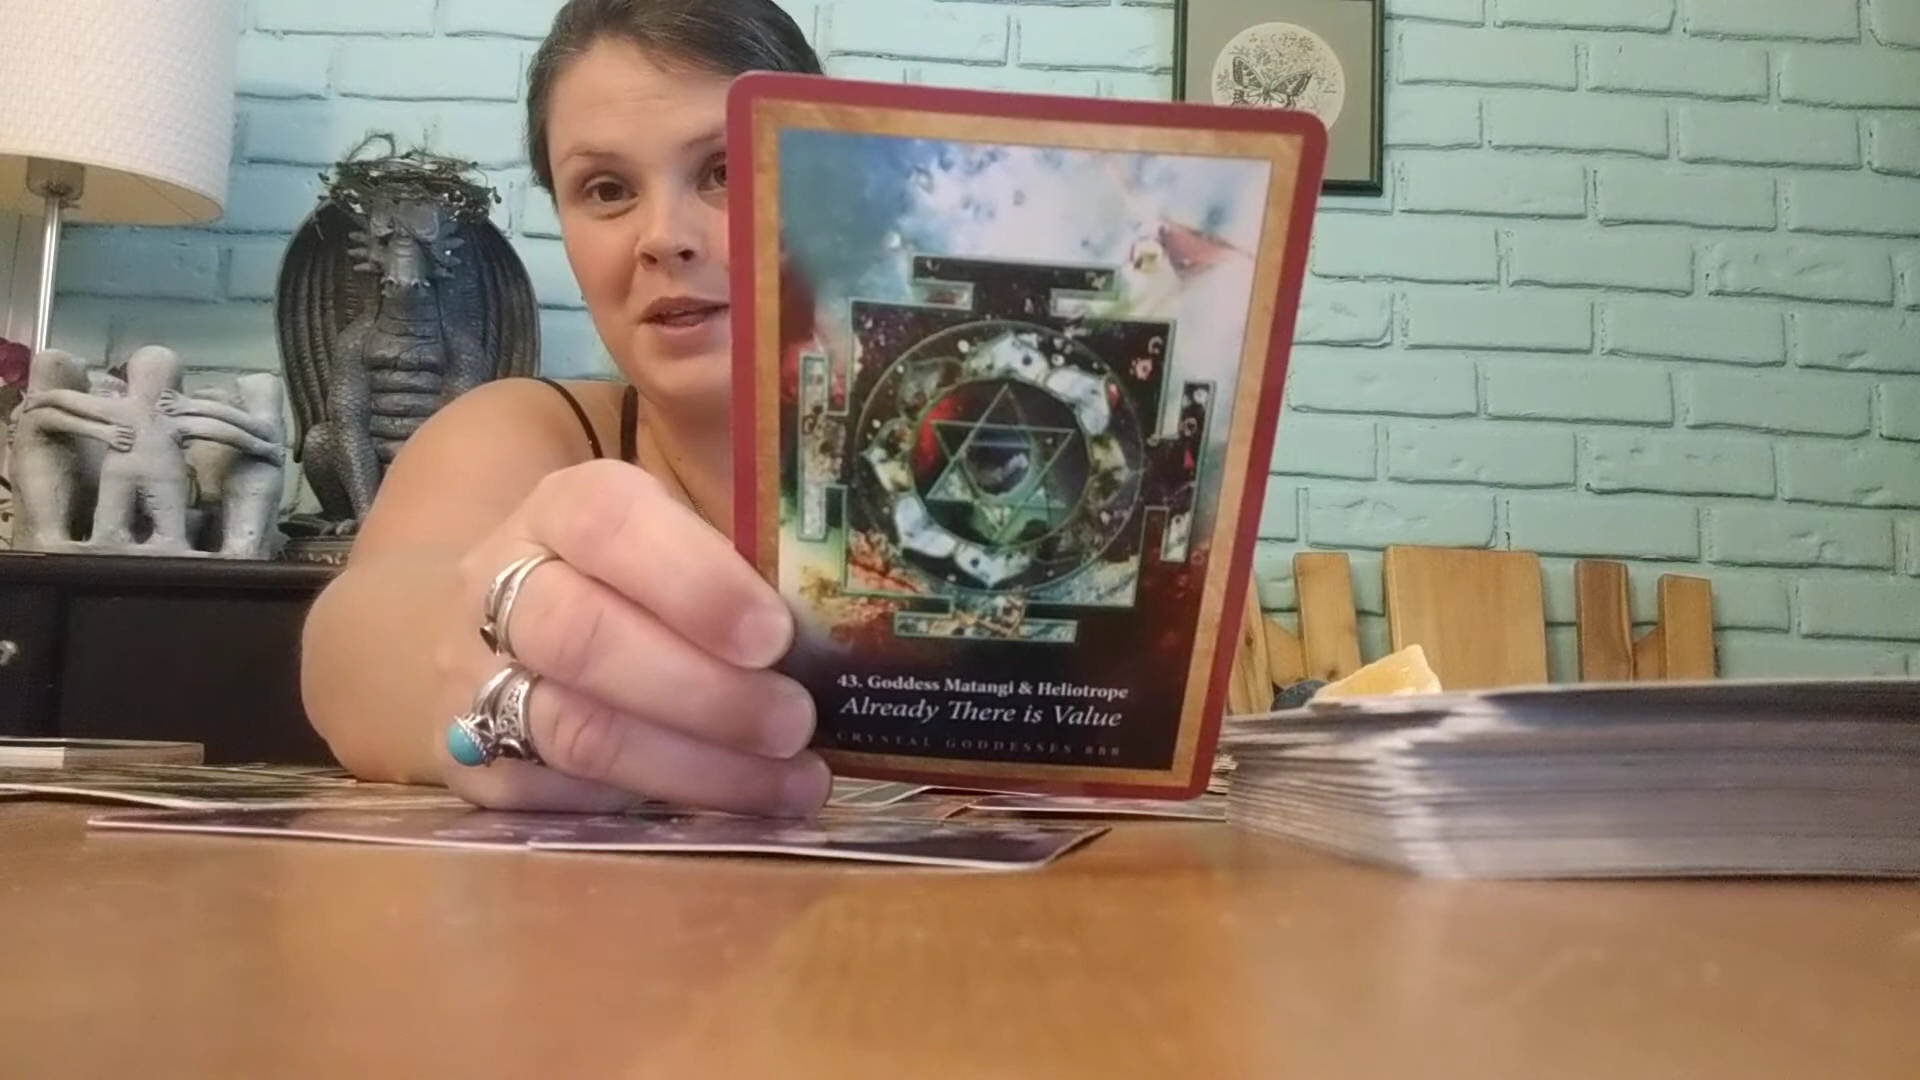 43. Goddess Matangi & Heliotrope
Already There is Value
CRYSTAL GODDESSES 888